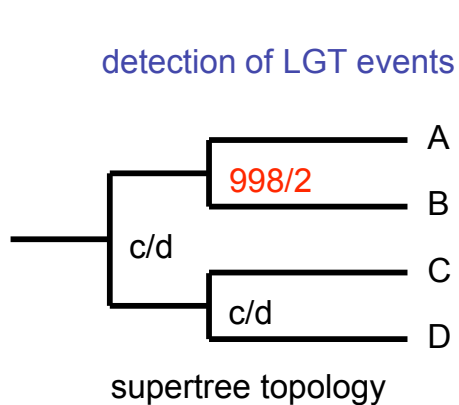 detection of LGT events
A
998/2
B
c/d
C
c/d
D
supertree topology